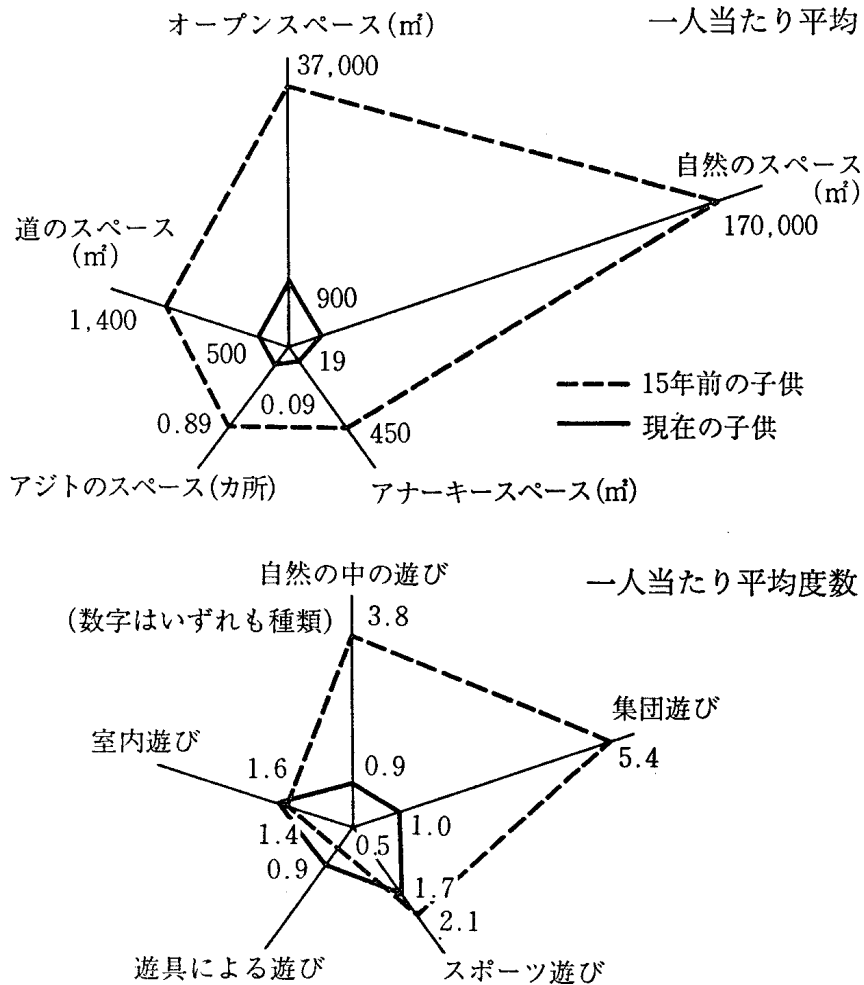 オープンスペース(㎡)
一人当たり平均
37,000
自然のスペース
(㎡)
170,000
道のスペース
(㎡)
1,400
900
500
19
0.09
0.89
450
15年前の子供
現在の子供
アジトのスペース(カ所)
アナーキースペース(㎡)
自然の中の遊び
一人当たり平均度数
(数字はいずれも種類)
3.8
集団遊び
5.4
室内遊び
1.6
0.9
1.0
1.4
0.5
0.9
1.7
2.1
遊具による遊び
スポーツ遊び